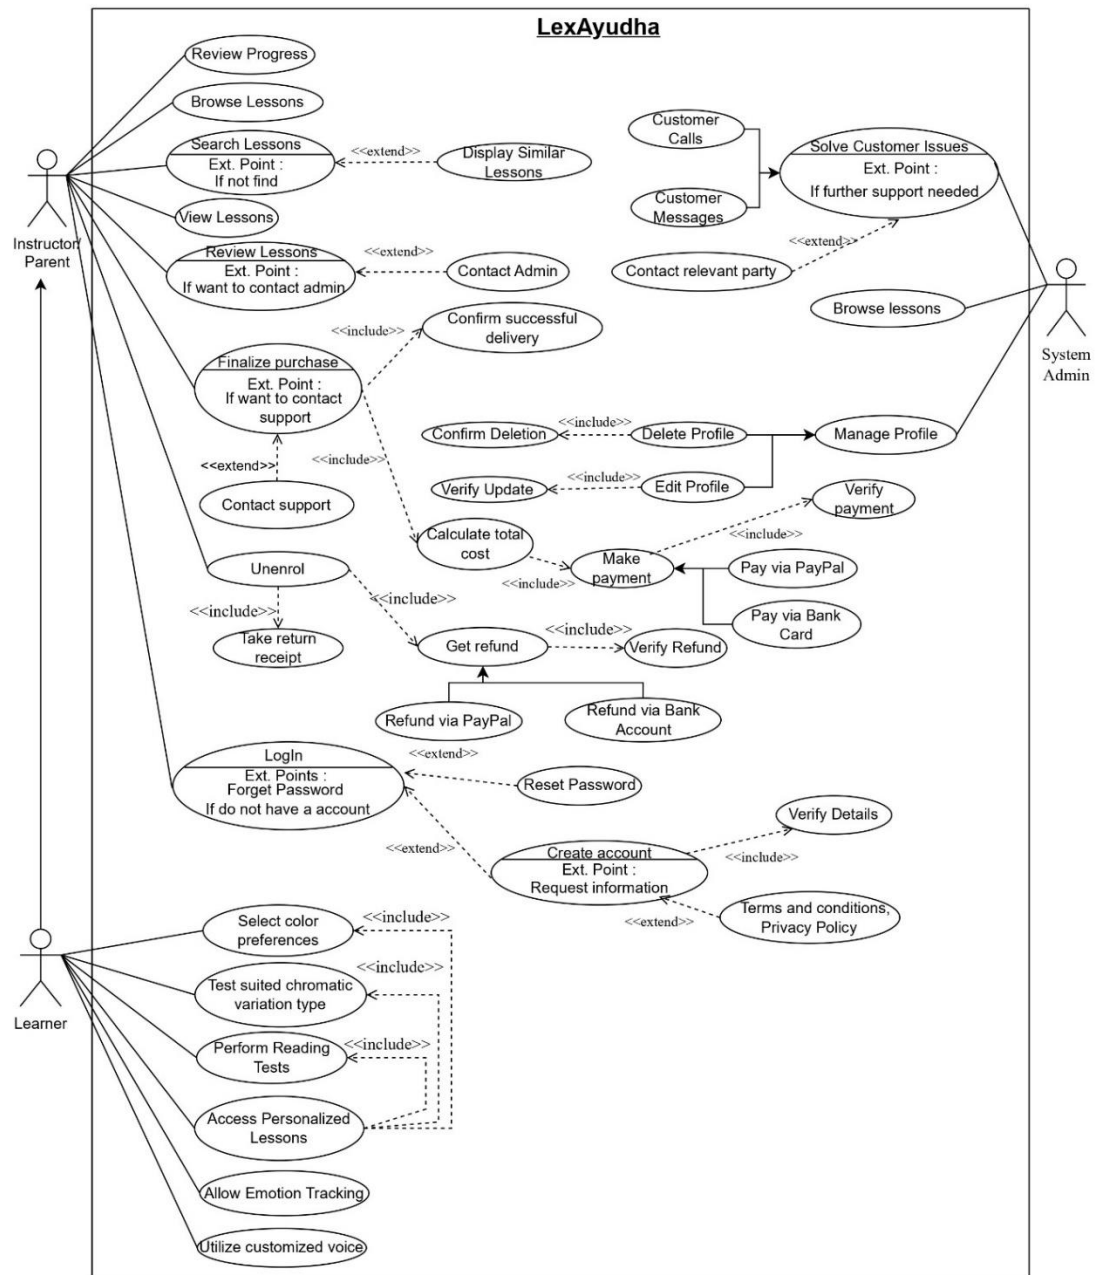 LexAyudha
Review Progress
Browse Lessons
Search Lessons
Ext. Point :
If not find
<<extend>>
Display Similar
Lessons
View Lessons
Instructor/
Parent
Review Lessons
Ext. Point :
If want to contact admin
<<extend>>
Contact Admin
Customer
Calls
Customer
Messages
Solve Customer Issues
Ext. Point :
If further support needed
<<extend>>
Contact relevant party
Browse lessons
System
Admin
<<include>>
Confirm successful
delivery
Finalize purchase
Ext. Point :
If want to contact
support
<<extend>>
Contact support
<<include>>
Confirm Deletion
<<include>>
Delete Profile
Manage Profile
Verify Update
<<include>>
Edit Profile
Calculate total
cost
<<include>>
Make
payment
<<include>>
Verify
payment
Pay via PayPal
Pay via Bank
Card
Unenrol
<<include>>
Take return
receipt
<<include>>
Get refund
<<include>>
Verify Refund
Refund via PayPal
Refund via Bank
Account
LogIn
Ext. Points :
Forget Password
If do not have a account
<<extend>>
Reset Password
<<extend>>
Create account
Ext. Point :
Request information
Verify Details
<<include>>
<<extend>>
Terms and conditions,
Privacy Policy
Learner
Select color
preferences
<<include>>
Test suited chromatic
variation type
<<include>>
Perform Reading
Tests
<<include>>
Access Personalized
Lessons
Allow Emotion Tracking
Utilize customized voice